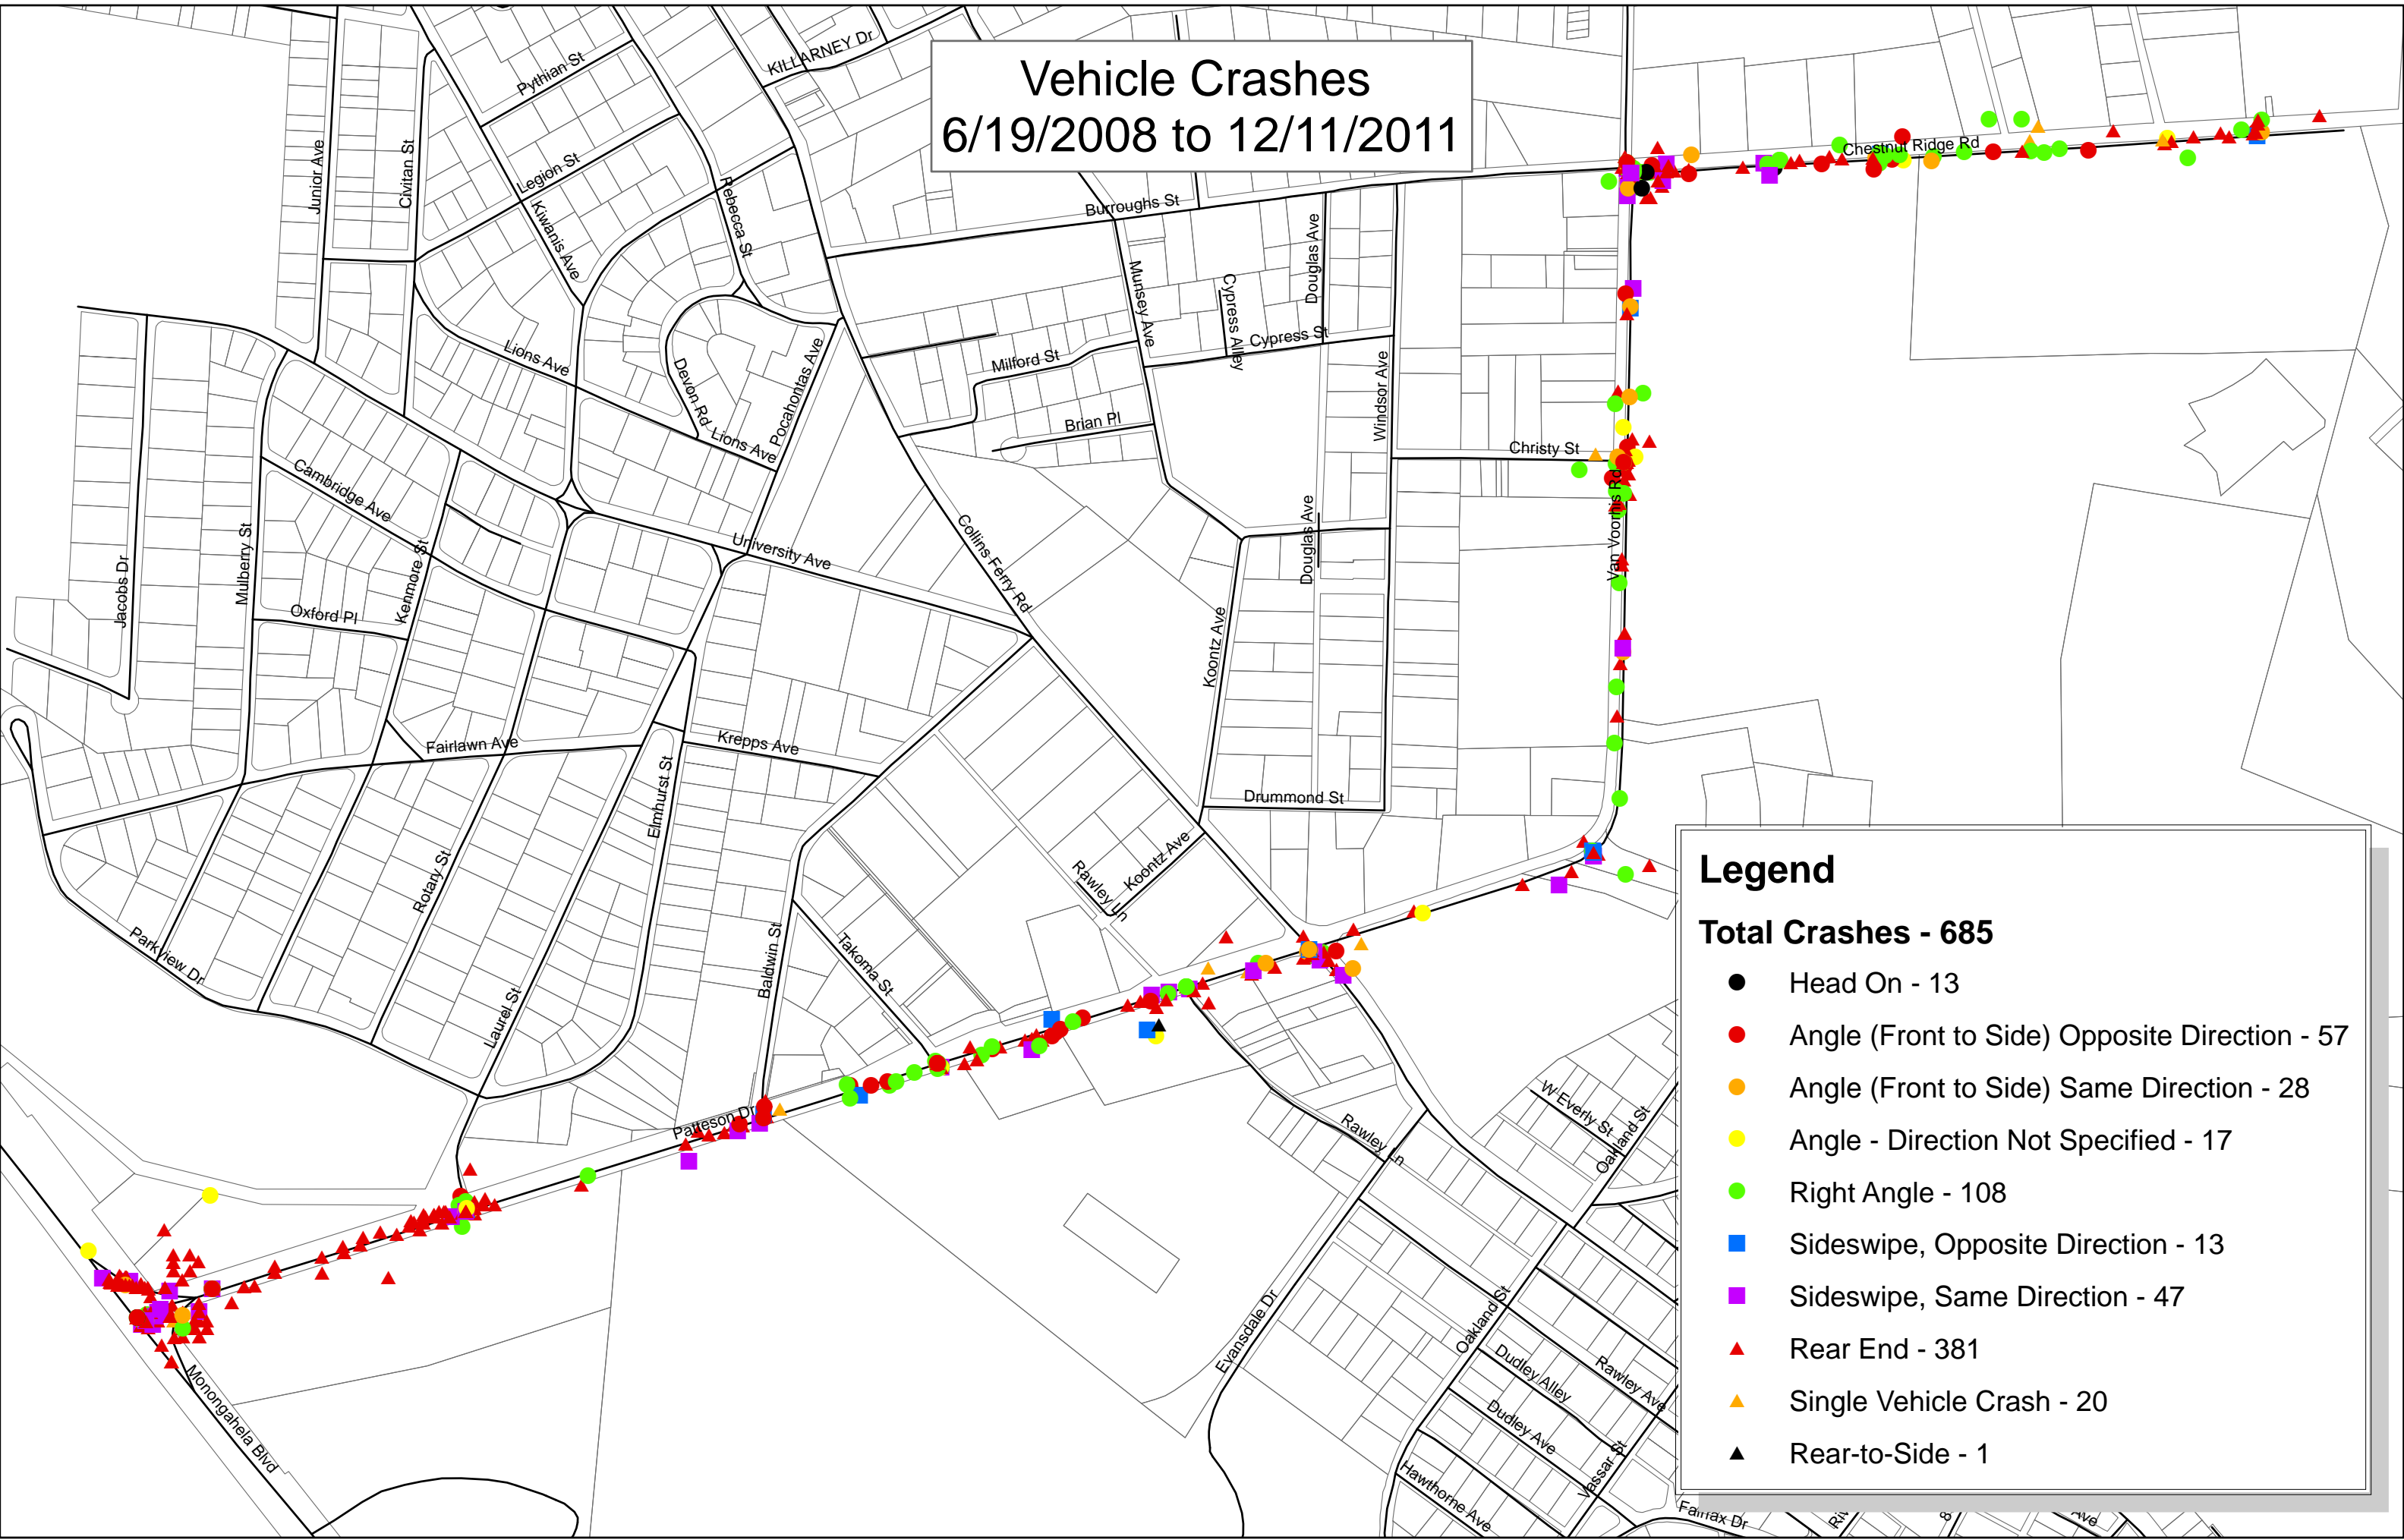 Vehicle Crashes
6/19/2008 to 12/11/2011
KILLARNEY Dr
Pythian St
Legion St
Junior Ave
Civitan St
Kiwanis Ave
Rebecca St
Burroughs St
Chestnut Ridge Rd
Douglas Ave
Munsey Ave
Cypress Alley
Cypress St
Milford St
Lions Ave
Devon Rd
Pocahontas Ave
Lions Ave
Brian Pl
Windsor Ave
Christy St
Van Voorhis Rd
Cambridge Ave
Mulberry St
Jacobs Dr
Kenmore St
Oxford Pl
University Ave
Collins Ferry Rd
Douglas Ave
Koontz Ave
Fairlawn Ave
Krepps Ave
Elmhurst St
Drummond St
Rotary St
Koontz Ave
Rawley Ln
Parkview Dr
Laurel St
Baldwin St
Takoma St
Patteson Dr
Rawley Ln
W Everly St
Oakland St
Monongahela Blvd
Evansdale Dr
Oakland St
Dudley Alley
Rawley Ave
Dudley Ave
Hawthorne Ave
Vassar St
Fairfax Dr
Ave
Legend
Total Crashes - 685
Head On - 13
Angle (Front to Side) Opposite Direction - 57
Angle (Front to Side) Same Direction - 28
Angle - Direction Not Specified - 17
Right Angle - 108
Sideswipe, Opposite Direction - 13
Sideswipe, Same Direction - 47
Rear End - 381
Single Vehicle Crash - 20
Rear-to-Side - 1